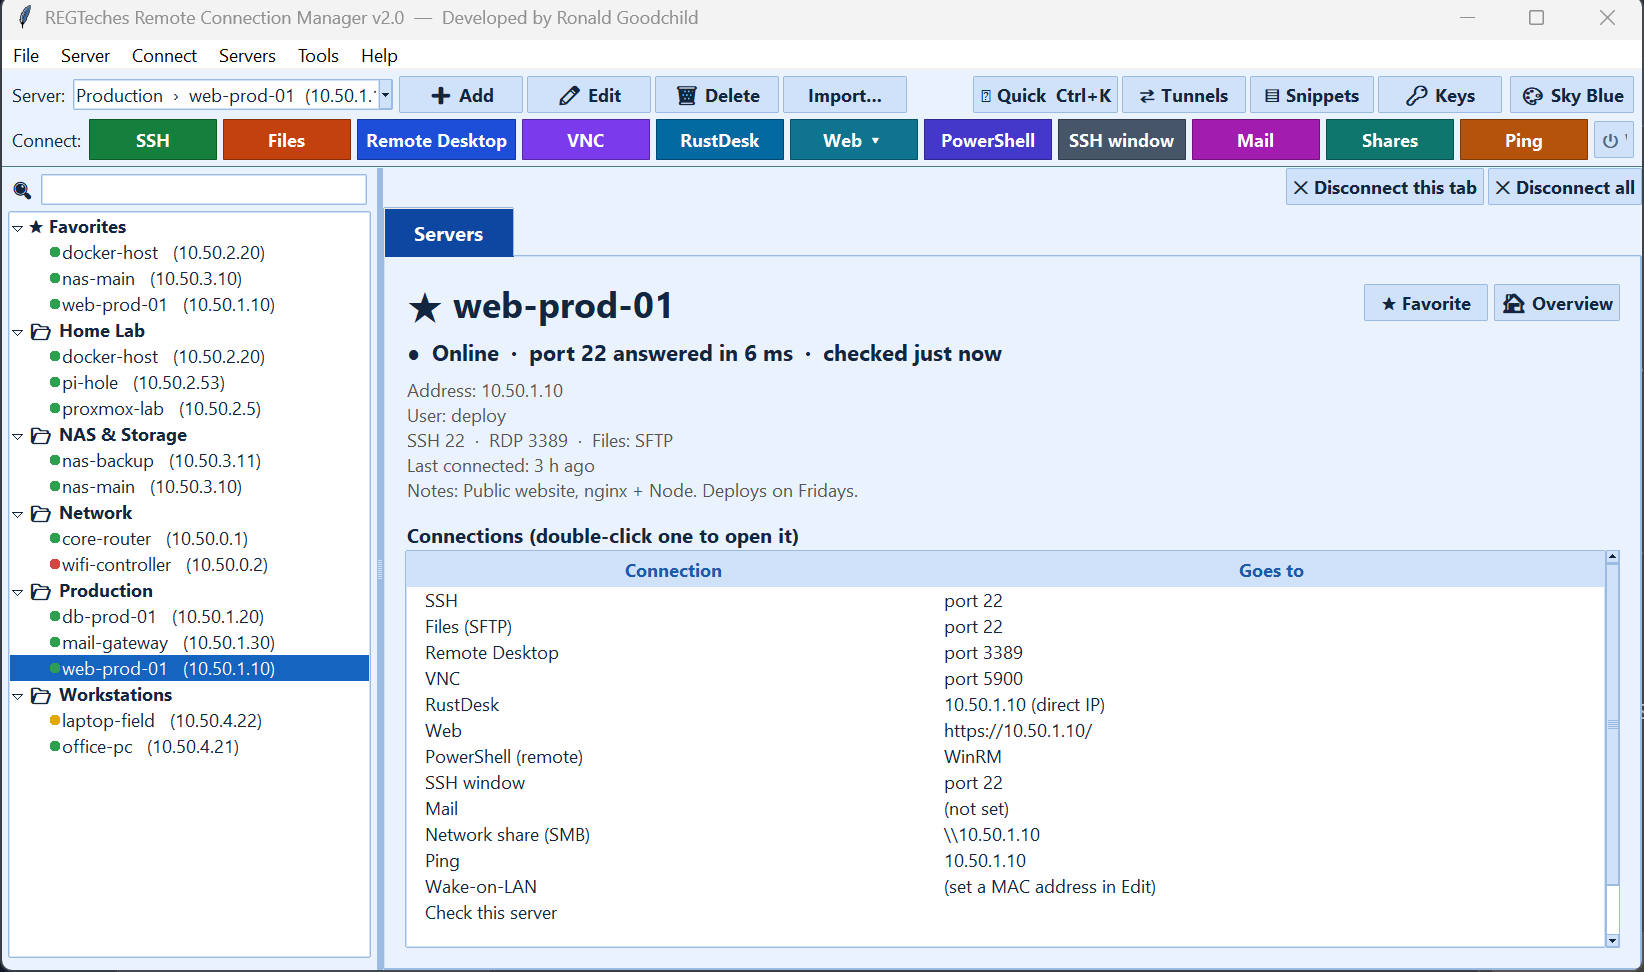 REGTeches Remote Connection Manager v2.0 — Developed by Ronald Goodchild
File Server Connect Servers Tools Help
Server: Production › web-prod-01 (10.50.1. Add Edit Delete Import... Quick Ctrl+K Tunnels Snippets Keys Sky Blue
Connect: SSH Files Remote Desktop VNC RustDesk Web PowerShell SSH window Mail Shares Ping
Disconnect this tab Disconnect all
Servers
★ Favorites
docker-host (10.50.2.20)
nas-main (10.50.3.10)
web-prod-01 (10.50.1.10)
Home Lab
docker-host (10.50.2.20)
pi-hole (10.50.2.53)
proxmox-lab (10.50.2.5)
NAS & Storage
nas-backup (10.50.3.11)
nas-main (10.50.3.10)
Network
core-router (10.50.0.1)
wifi-controller (10.50.0.2)
Production
db-prod-01 (10.50.1.20)
mail-gateway (10.50.1.30)
web-prod-01 (10.50.1.10)
Workstations
laptop-field (10.50.4.22)
office-pc (10.50.4.21)
★ web-prod-01
★ Favorite Overview
● Online · port 22 answered in 6 ms · checked just now
Address: 10.50.1.10
User: deploy
SSH 22 · RDP 3389 · Files: SFTP
Last connected: 3 h ago
Notes: Public website, nginx + Node. Deploys on Fridays.
Connections (double-click one to open it)
Connection Goes to
SSH port 22
Files (SFTP) port 22
Remote Desktop port 3389
VNC port 5900
RustDesk 10.50.1.10 (direct IP)
Web https://10.50.1.10/
PowerShell (remote) WinRM
SSH window port 22
Mail (not set)
Network share (SMB) \\10.50.1.10
Ping 10.50.1.10
Wake-on-LAN (set a MAC address in Edit)
Check this server